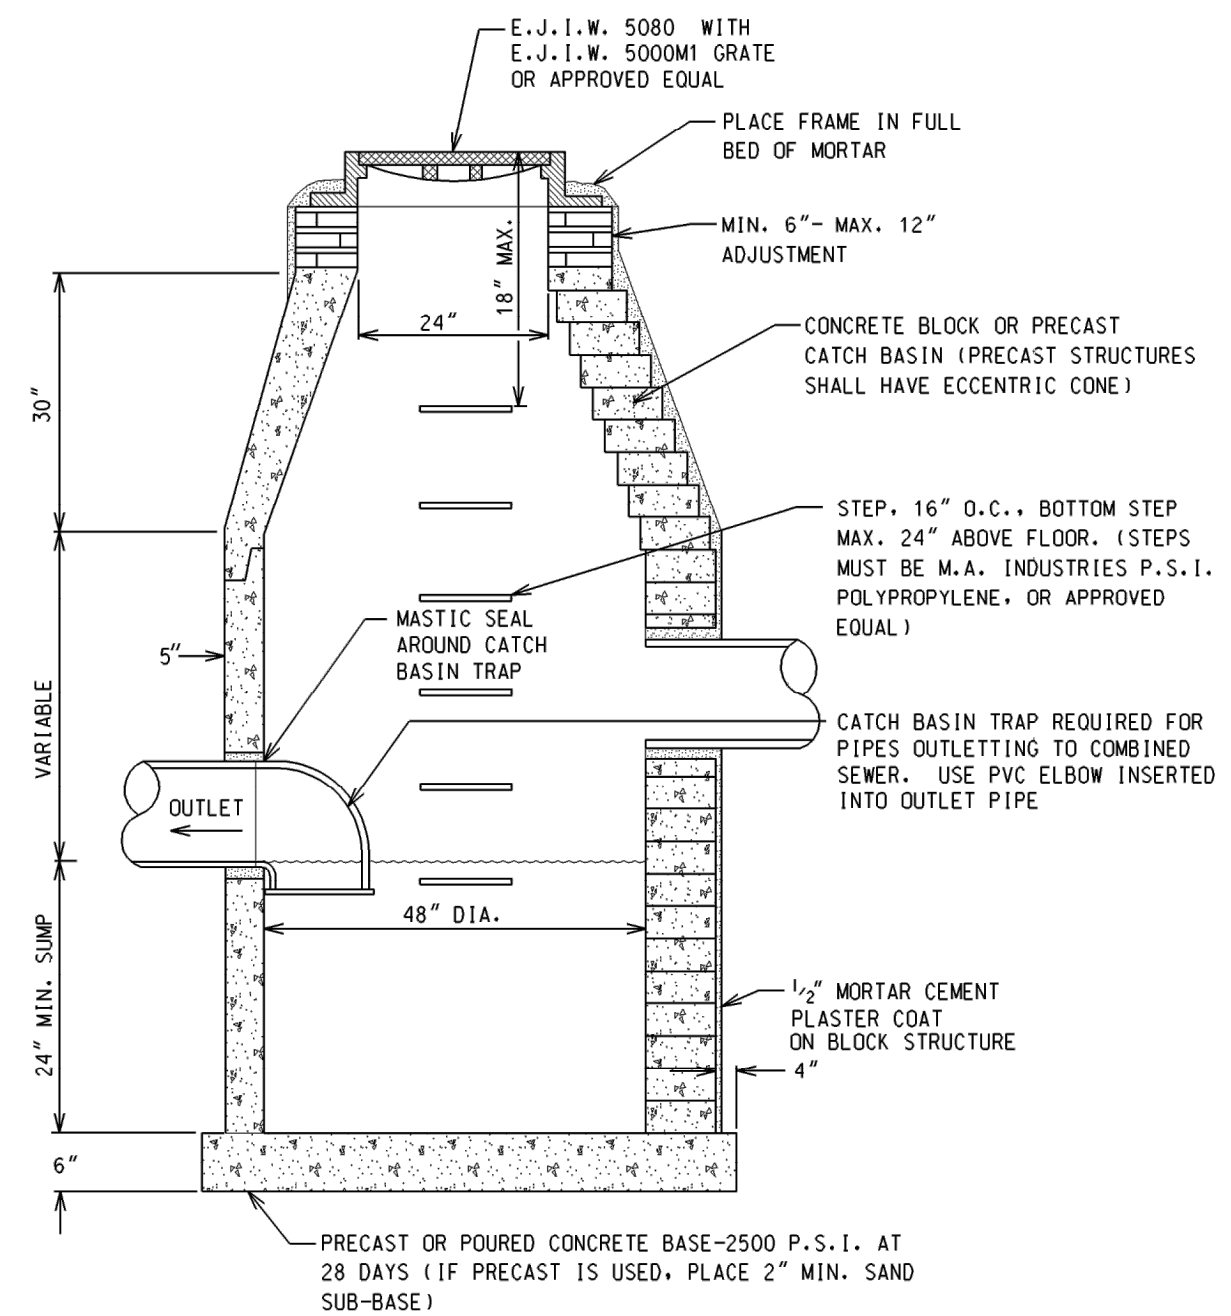 E.J.I.W. 5080 WITH
E.J.I.W. 5000M1 GRATE
OR APPROVED EQUAL
PLACE FRAME IN FULL
BED OF MORTAR
MIN. 6"- MAX. 12"
ADJUSTMENT
18" MAX.
24"
CONCRETE BLOCK OR PRECAST
CATCH BASIN (PRECAST STRUCTURES
SHALL HAVE ECCENTRIC CONE)
30"
STEP, 16" O.C., BOTTOM STEP
MAX. 24" ABOVE FLOOR. (STEPS
MUST BE M.A. INDUSTRIES P.S.I.
POLYPROPYLENE, OR APPROVED
EQUAL)
MASTIC SEAL
AROUND CATCH
BASIN TRAP
5"
VARIABLE
CATCH BASIN TRAP REQUIRED FOR
PIPES OUTLETTING TO COMBINED
SEWER. USE PVC ELBOW INSERTED
INTO OUTLET PIPE
OUTLET
48" DIA.
24" MIN. SUMP
1/2" MORTAR CEMENT
PLASTER COAT
ON BLOCK STRUCTURE
4"
6"
PRECAST OR POURED CONCRETE BASE-2500 P.S.I. AT
28 DAYS (IF PRECAST IS USED, PLACE 2" MIN. SAND
SUB-BASE)